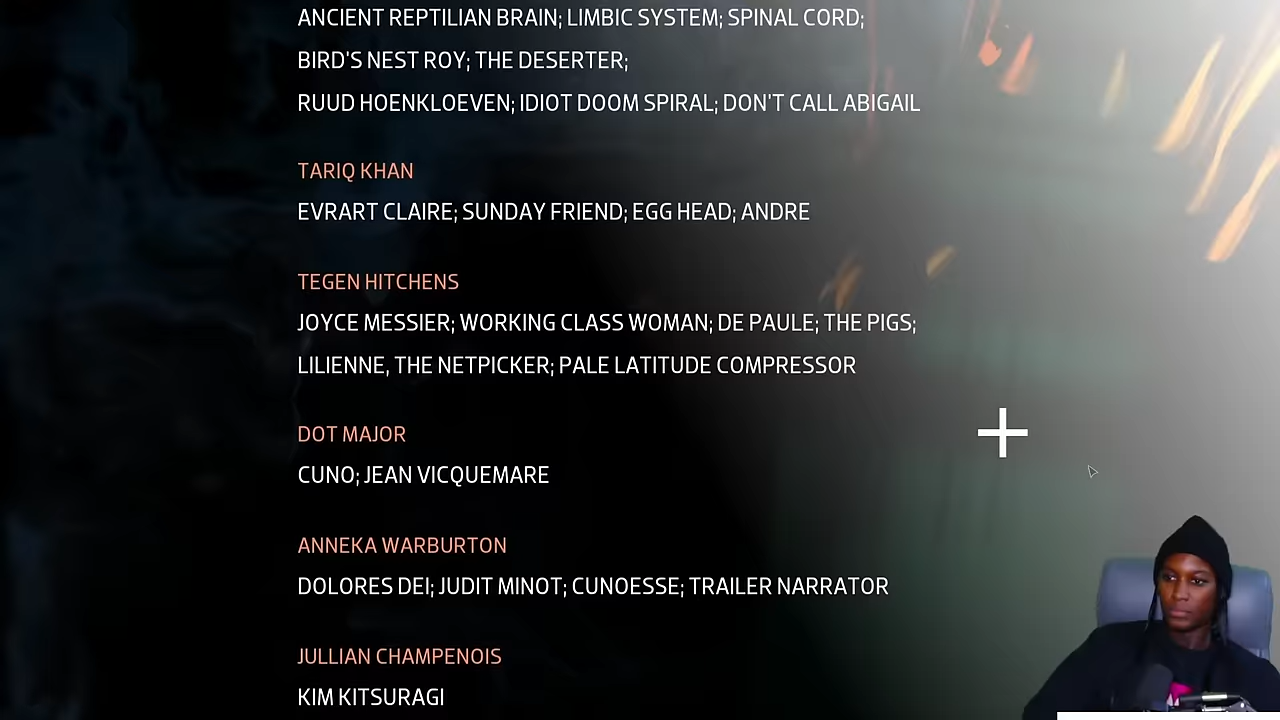 ANCIENT REPTILIAN BRAIN; LIMBIC SYSTEM; SPINAL CORD;
BIRD'S NEST ROY; THE DESERTER;
RUUD HOENKLOEVEN; IDIOT DOOM SPIRAL; DON'T CALL ABIGAIL
TARIQ KHAN
EVRART CLAIRE; SUNDAY FRIEND; EGG HEAD; ANDRE
TEGEN HITCHENS
JOYCE MESSIER; WORKING CLASS WOMAN; DE PAULE; THE PIGS;
LILIENNE, THE NETPICKER; PALE LATITUDE COMPRESSOR
DOT MAJOR
CUNO; JEAN VICQUEMARE
ANNEKA WARBURTON
DOLORES DEI; JUDIT MINOT; CUNOESSE; TRAILER NARRATOR
JULLIAN CHAMPENOIS
KIM KITSURAGI